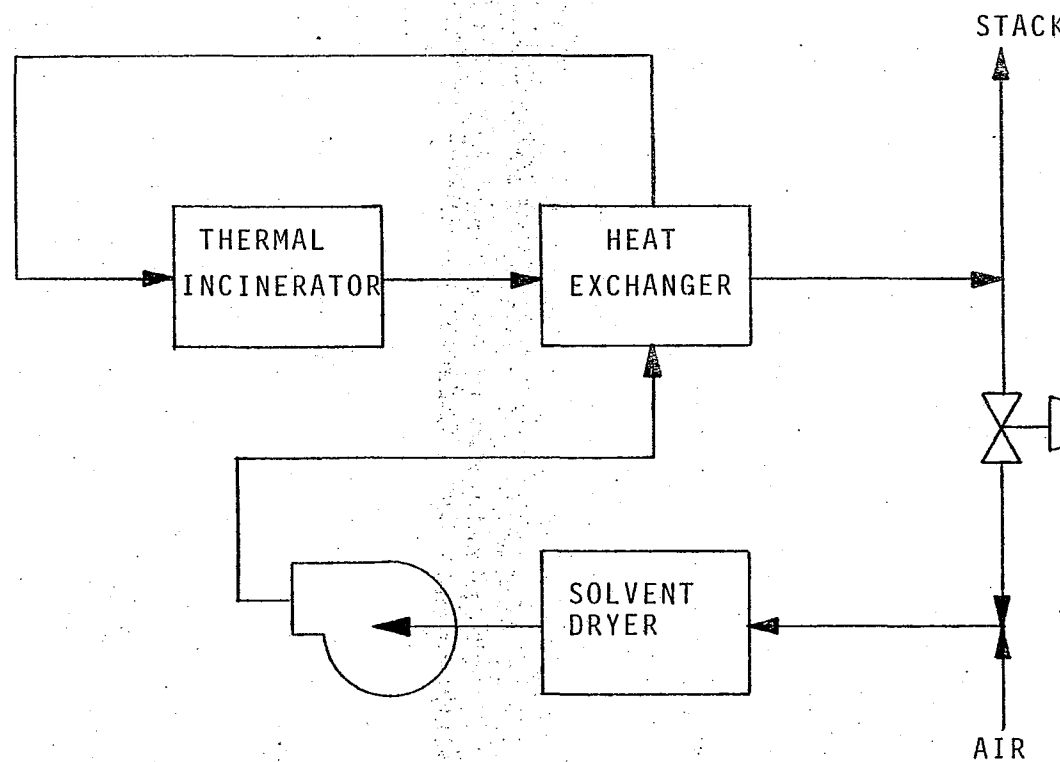 STACK
THERMAL
INCINERATOR
HEAT
EXCHANGER
SOLVENT
DRYER
AIR